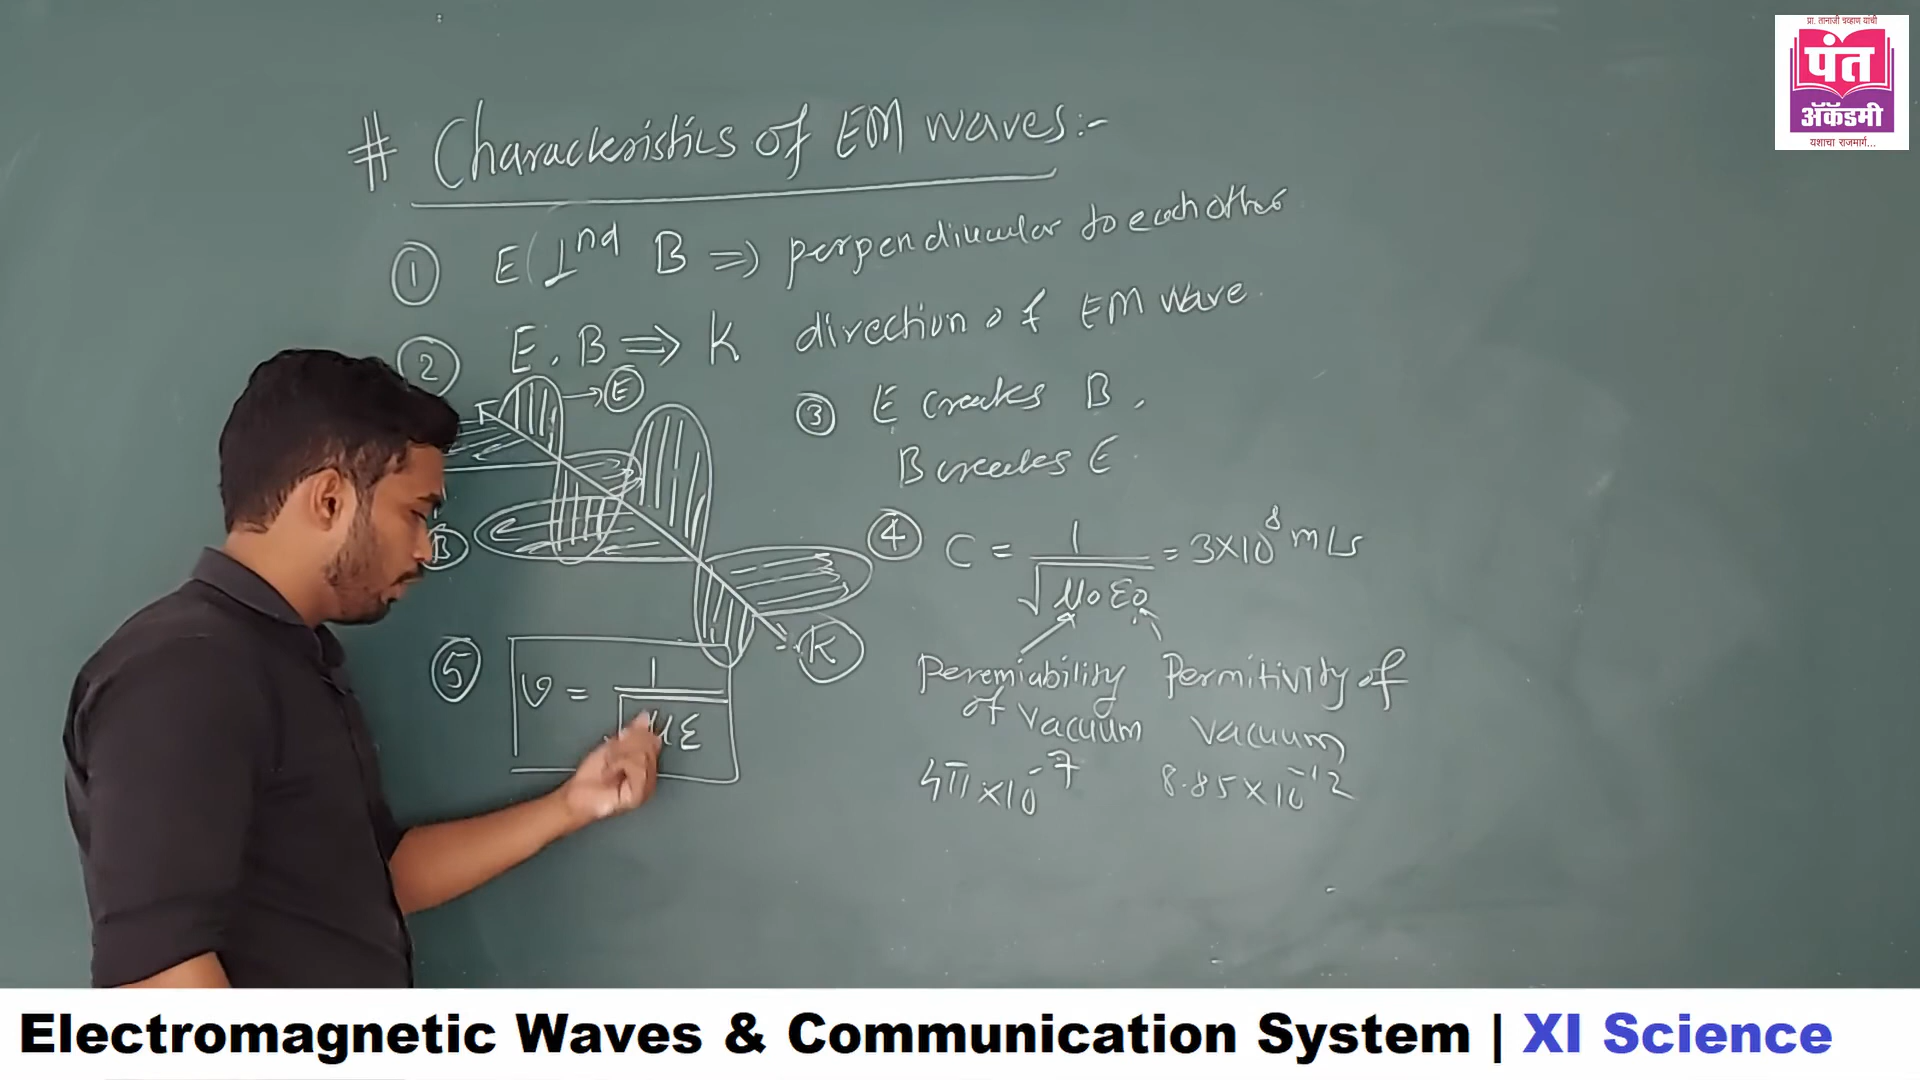 प्रा. तानाजी चव्हाण यांची
पंत
अ‍ॅकॅडमी
यशाचा राजमार्ग...
# Characteristics of EM waves:-
① E ⊥nd B ⇒ perpendicular to each other
② E, B ⇒ K direction of EM wave.
→ E
③ E creates B,
B creates E
B
④ C = 1/√μ0ε0 = 3×10⁸ m/s
K
⑤ v = 1/√με
Peremiability Permitivity of
of vacuum vacuum
4π×10⁻⁷ 8.85×10⁻¹²
Electromagnetic Waves & Communication System | XI Science